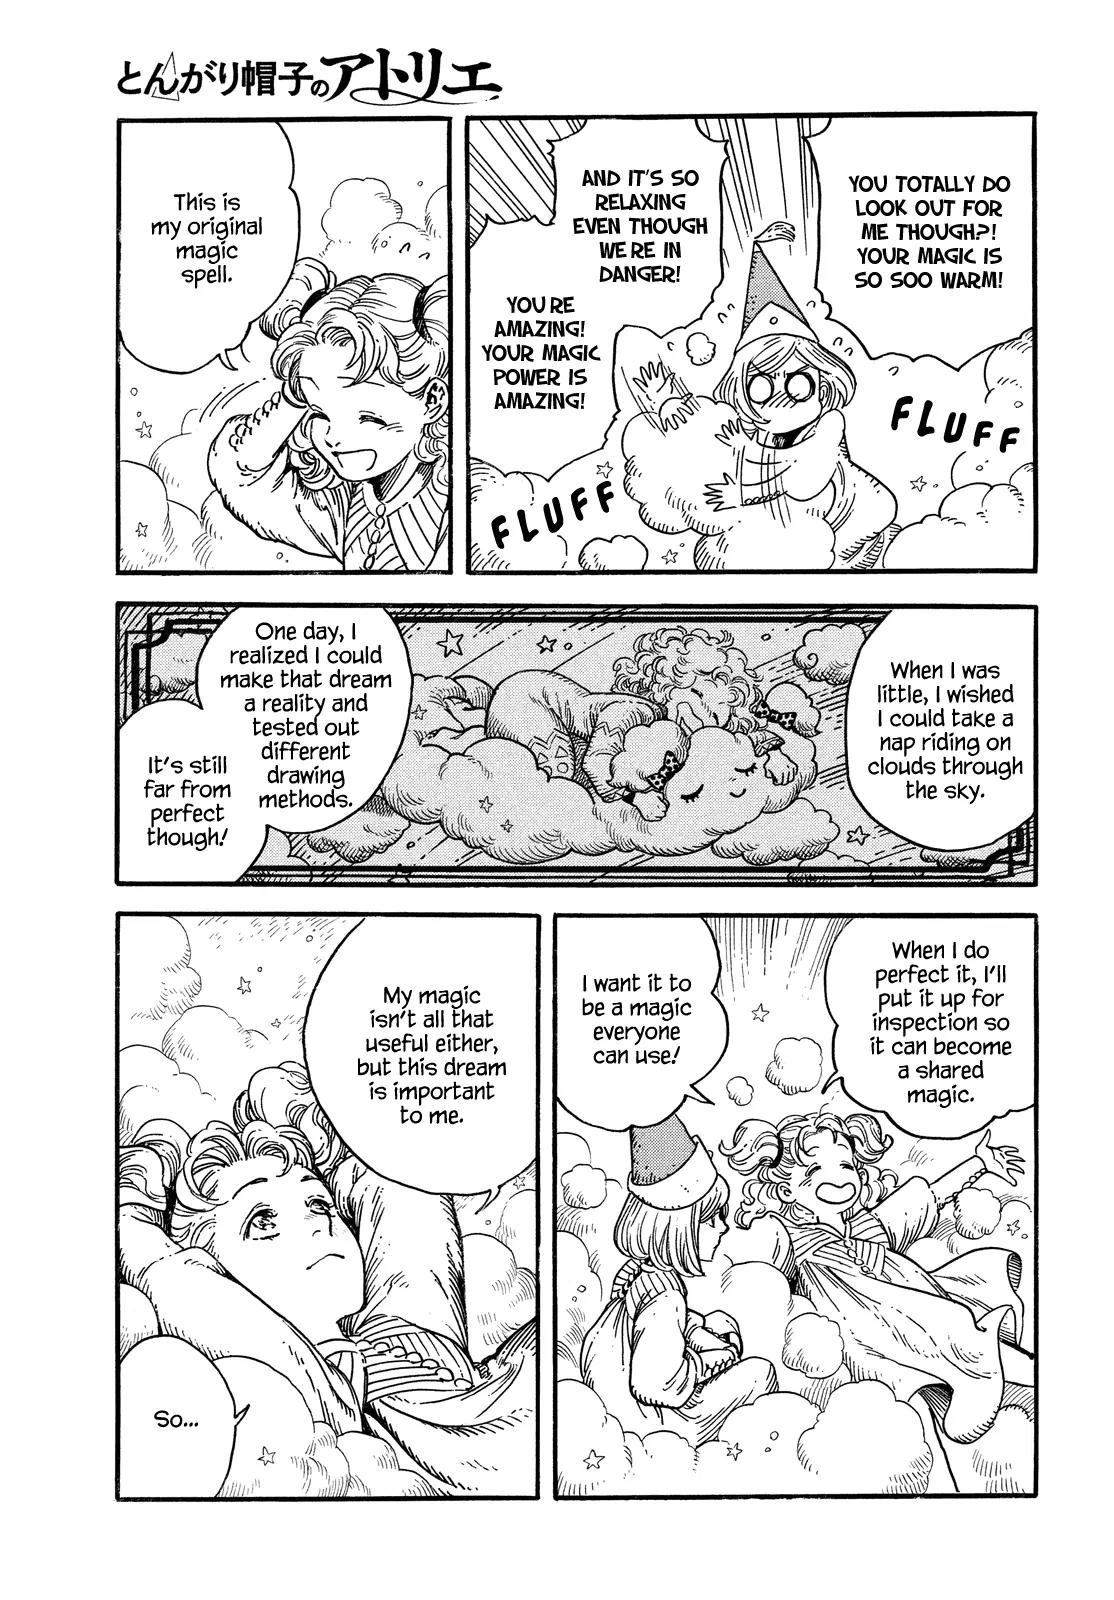 とんがり帽子のアトリエ
YOU TOTALLY DO
LOOK OUT FOR
ME THOUGH?!
YOUR MAGIC IS
SO SOO WARM!
AND IT'S SO
RELAXING
EVEN THOUGH
WE'RE IN
DANGER!
YOU'RE
AMAZING!
YOUR MAGIC
POWER IS
AMAZING!
FLUFF
FLUFF
This is
my original
magic
spell.
When I was
little, I wished
I could take a
nap riding on
clouds through
the sky.
One day, I
realized I could
make that dream
a reality and
tested out
different
drawing
methods.
It's still
far from
perfect
though!
When I do
perfect it, I'll
put it up for
inspection so
it can become
a shared
magic.
I want it to
be a magic
everyone
can use!
My magic
isn't all that
useful either,
but this dream
is important
to me.
So...